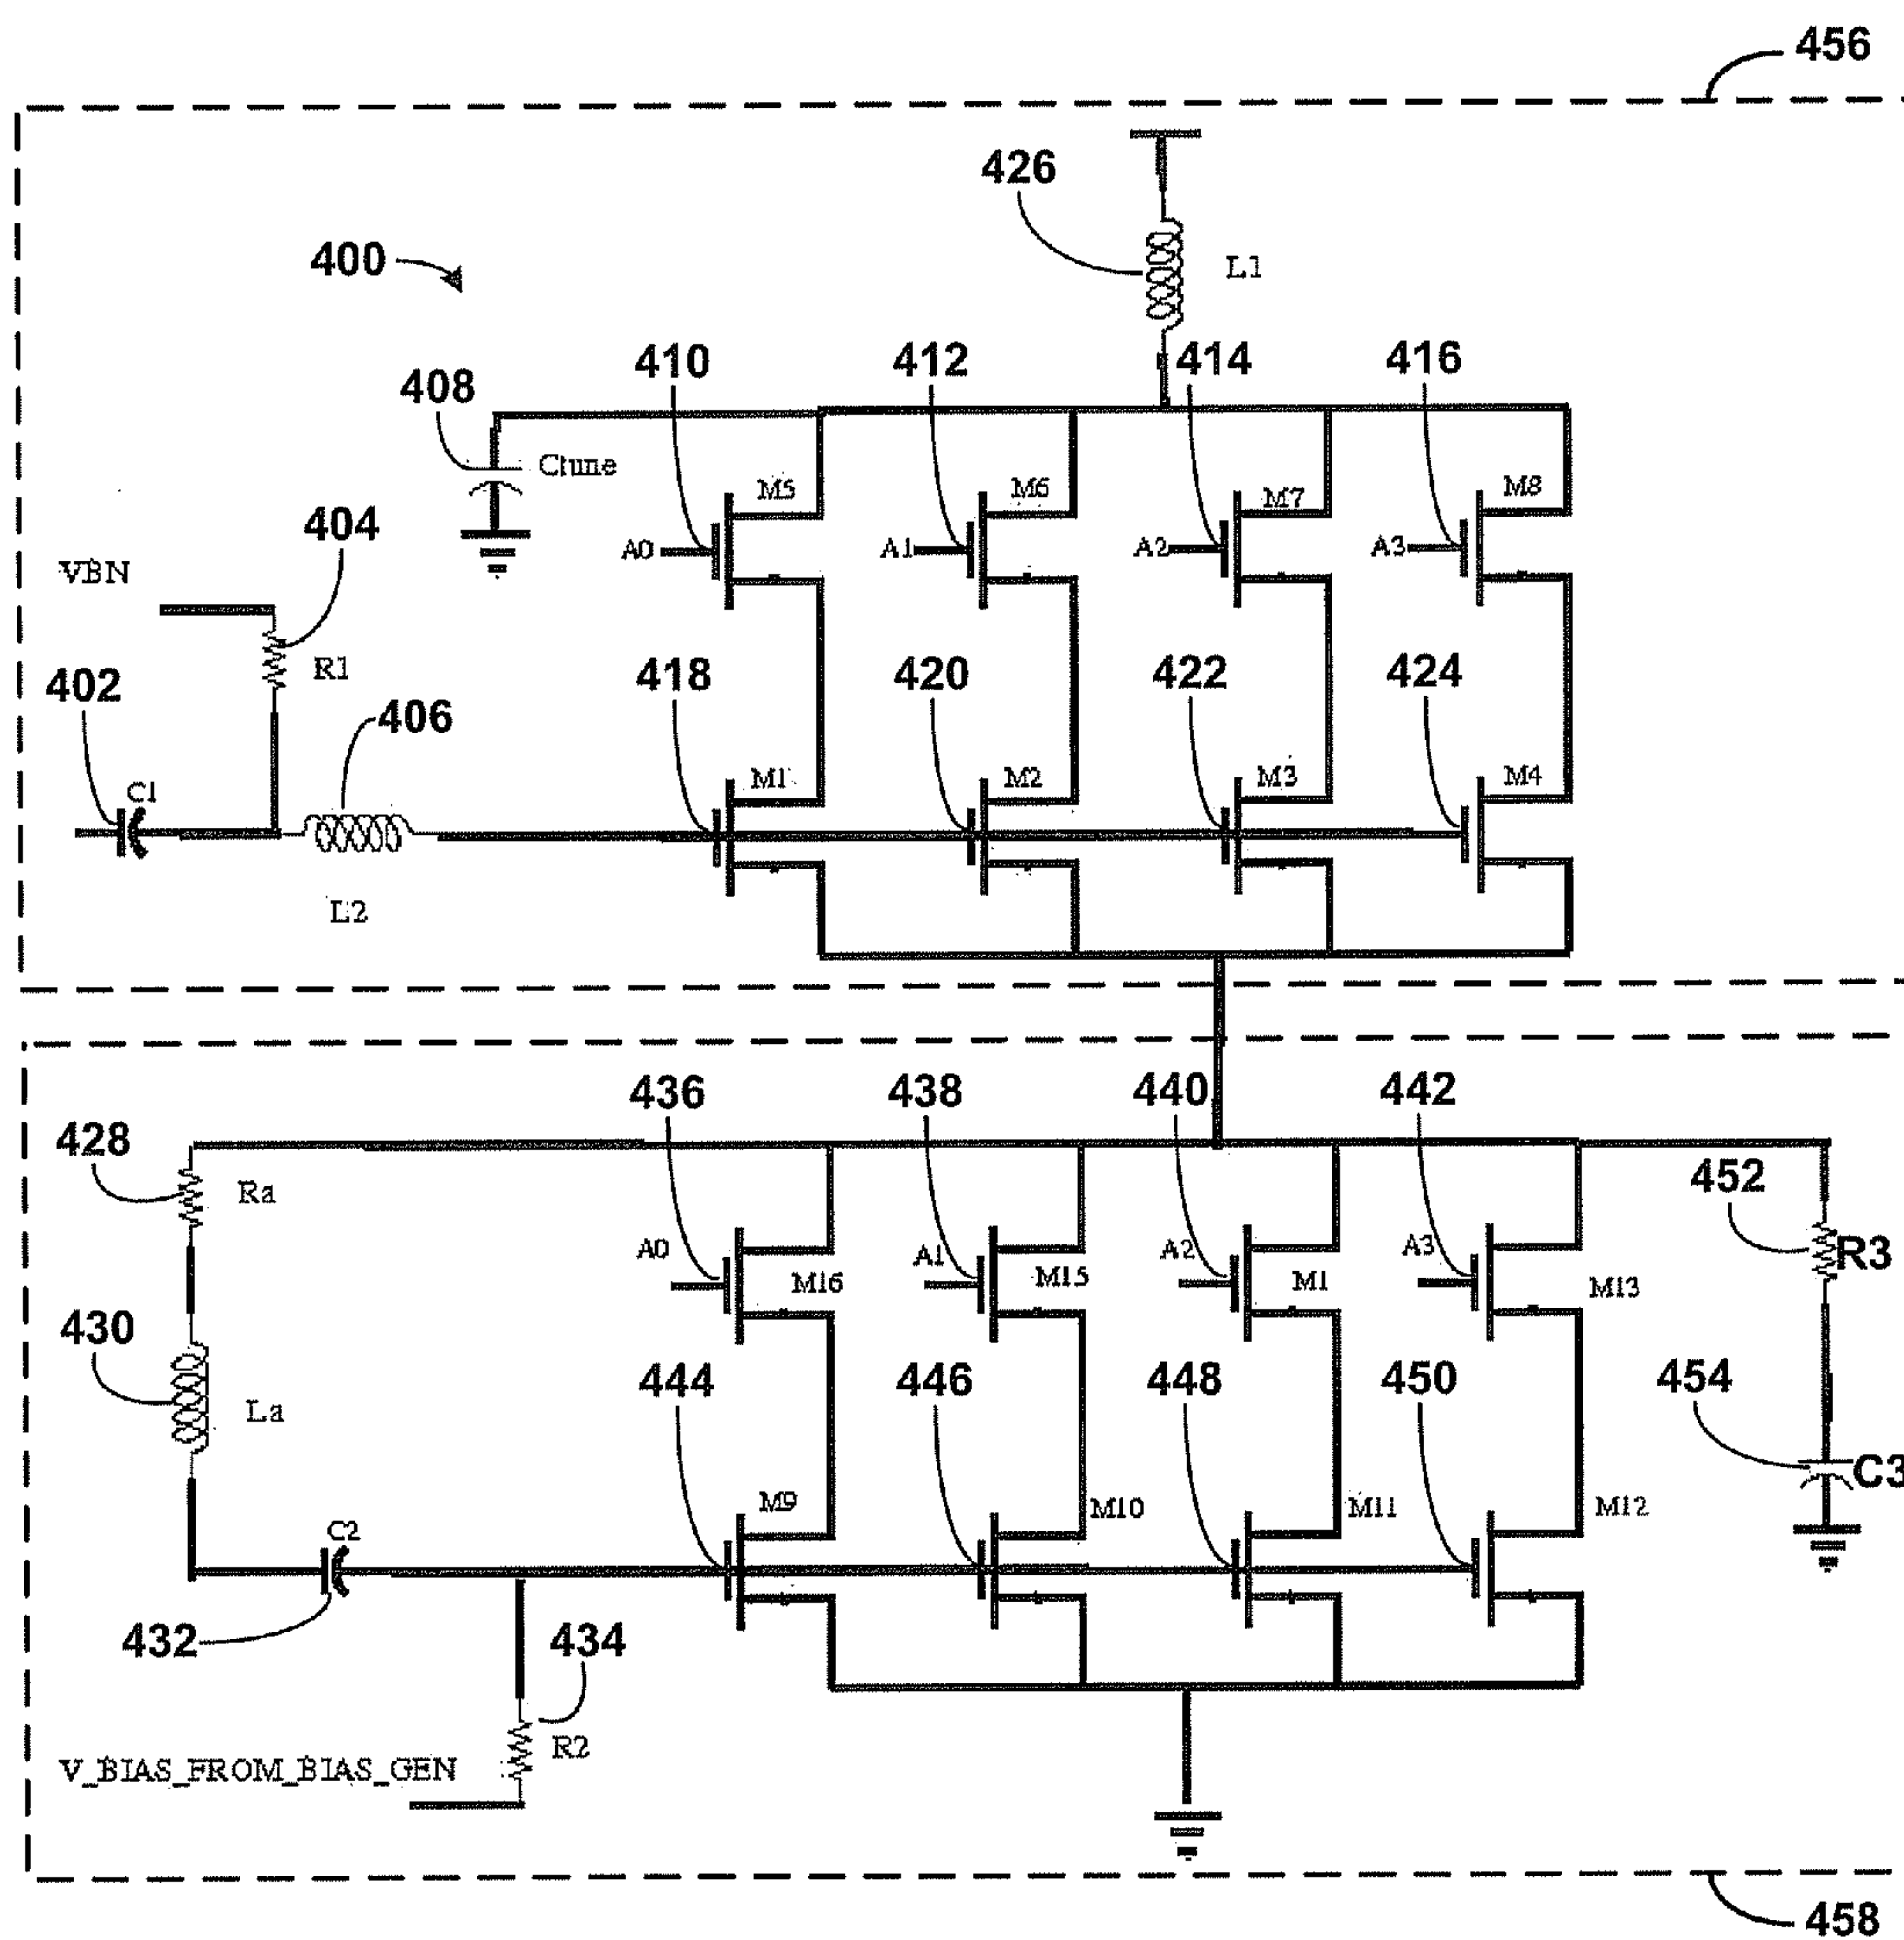 456
426
400
L1
410
412
414
416
408
Ctune
M5
M6
M7
M8
404
A0
A1
A2
A3
VBN
R1
402
406
418
420
422
424
C1
M1
M2
M3
M4
L2
436
438
440
442
428
452
Ra
A0
A1
A2
A3
R3
M16
M15
M1
M13
430
444
446
448
450
454
La
C3
M9
M10
M11
M12
C2
432
434
R2
V_BIAS_FROM_BIAS_GEN
458